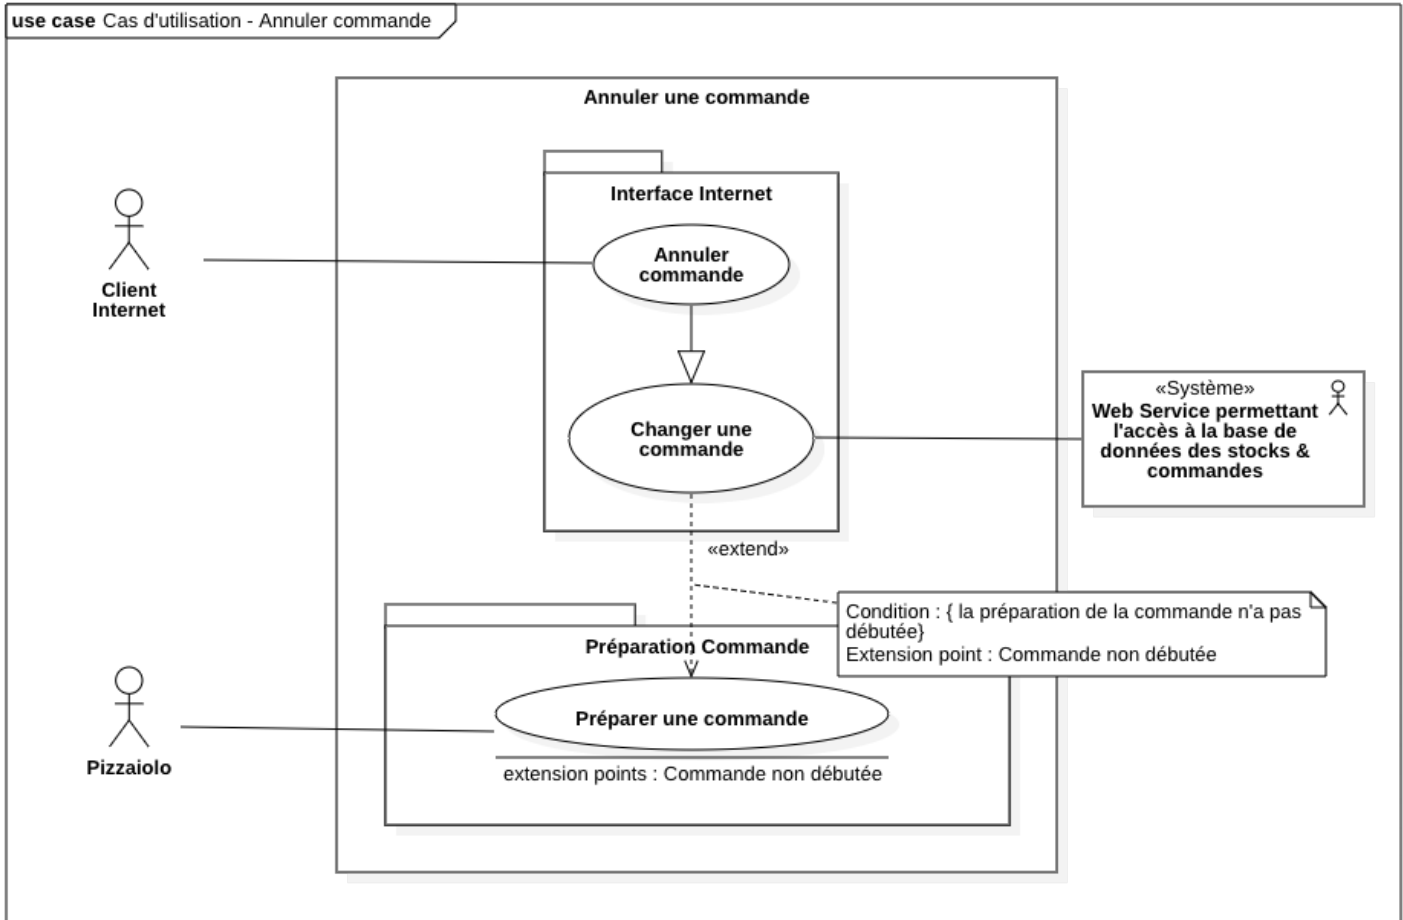 use case Cas d'utilisation - Annuler commande
Annuler une commande
Interface Internet
Annuler
commande
Client
Internet
Changer une
commande
«Système»
Web Service permettant
l'accès à la base de
données des stocks &
commandes
«extend»
Condition : { la préparation de la commande n'a pas
débutée}
Extension point : Commande non débutée
Préparation Commande
Préparer une commande
Pizzaiolo
extension points : Commande non débutée